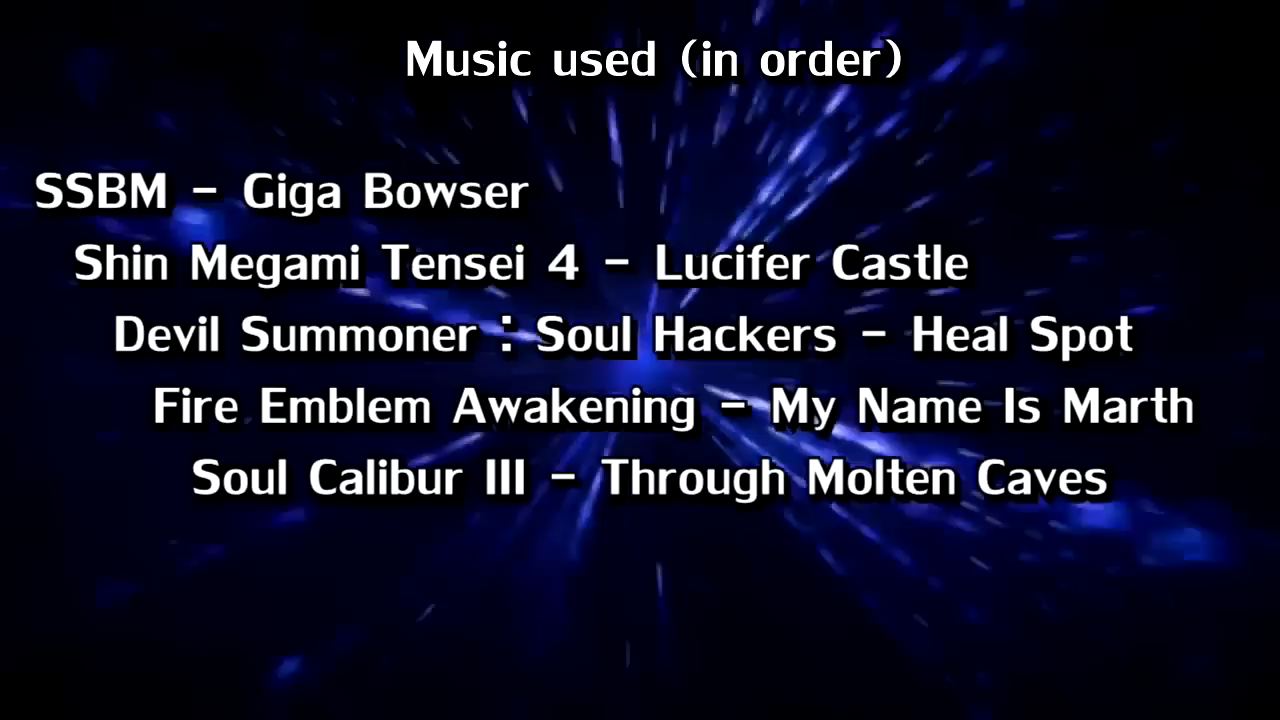 Music used (in order)
SSBM - Giga Bowser
Shin Megami Tensei 4 - Lucifer Castle
Devil Summoner : Soul Hackers - Heal Spot
Fire Emblem Awakening - My Name Is Marth
Soul Calibur III - Through Molten Caves